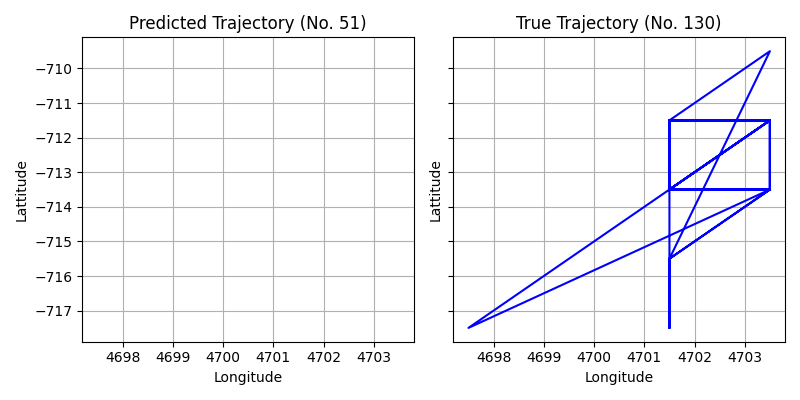 Predicted Trajectory (No. 51)
True Trajectory (No. 130)
−710
−711
−712
−713
−714
−715
−716
−717
Lattitude
Lattitude
4698 4699 4700 4701 4702 4703
4698 4699 4700 4701 4702 4703
Longitude
Longitude